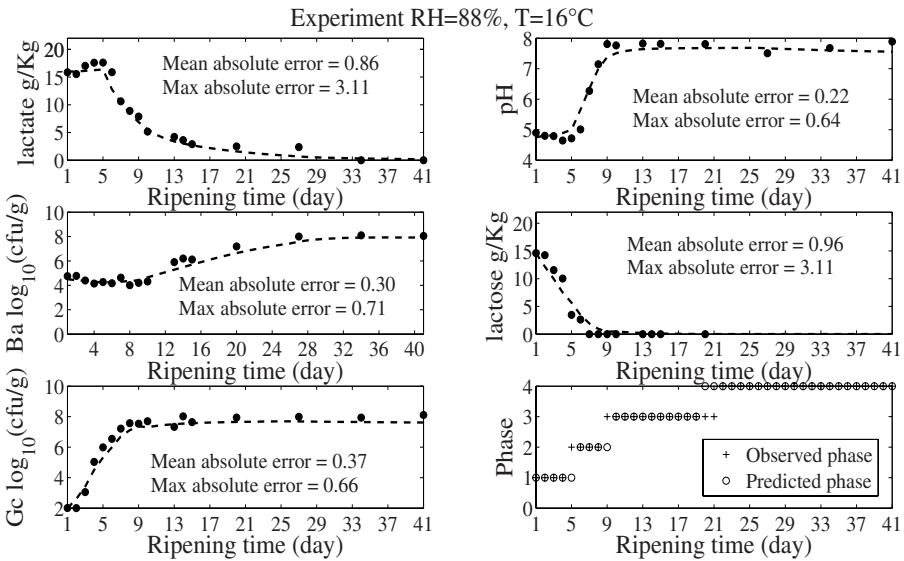 Experiment RH=88%, T=16°C
lactate g/Kg
20
15
10
5
0
Mean absolute error = 0.86
Max absolute error = 3.11
1 5 9 13 17 21 25 29 33 37 41
Ripening time (day)
pH
8
7
6
5
4
Mean absolute error = 0.22
Max absolute error = 0.64
1 5 9 13 17 21 25 29 33 37 41
Ripening time (day)
Ba log10(cfu/g)
10
8
6
4
2
0
Mean absolute error = 0.30
Max absolute error = 0.71
4 8 12 16 20 24 28 32 36 40
Ripening time (day)
lactose g/Kg
20
15
10
5
0
Mean absolute error = 0.96
Max absolute error = 3.11
1 5 9 13 17 21 25 29 33 37 41
Ripening time (day)
Gc log10(cfu/g)
10
8
6
4
2
Mean absolute error = 0.37
Max absolute error = 0.66
1 5 9 13 17 21 25 29 33 37 41
Ripening time (day)
Phase
4
3
2
1
0
+ Observed phase
o Predicted phase
1 5 9 13 17 21 25 29 33 37 41
Ripening time (day)